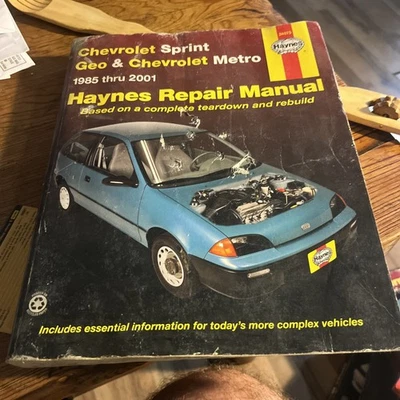 Chevrolet Sprint
Geo & Chevrolet Metro
1985 thru 2001
Haynes Repair Manual
Based on a complete teardown and rebuild
Haynes
Haynes
Includes essential information for today's more complex vehicles